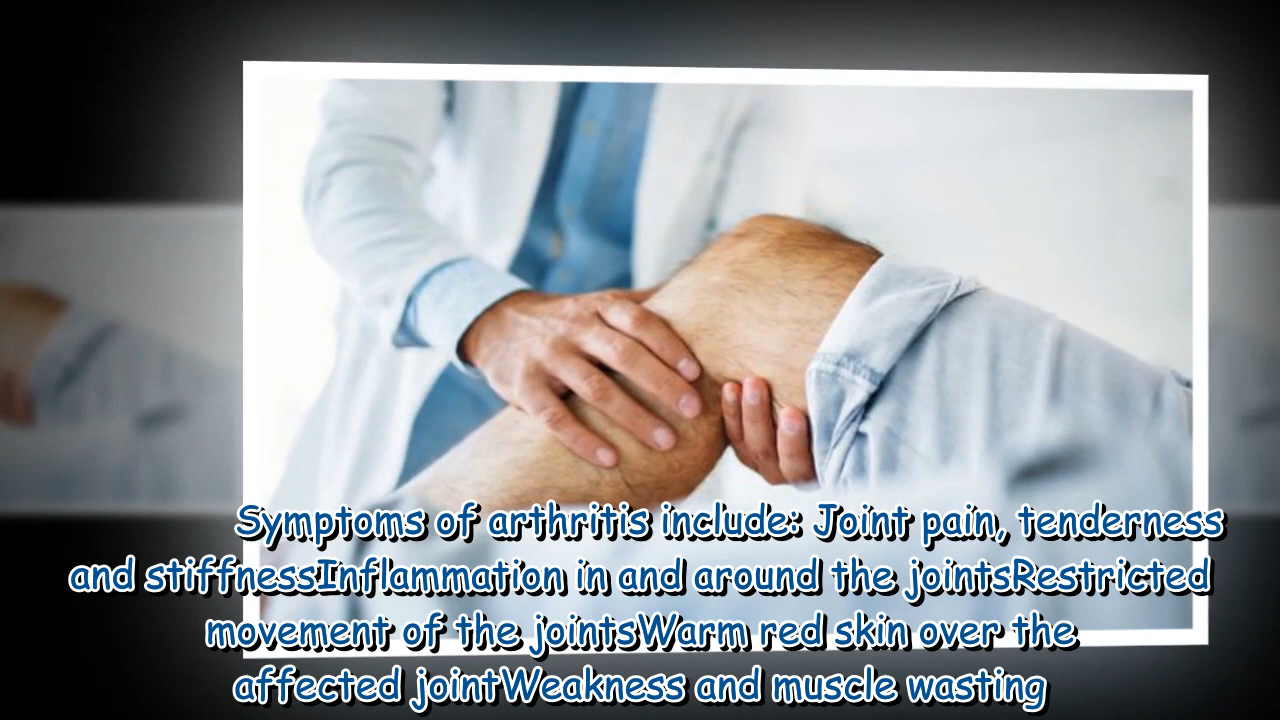 Symptoms of arthritis include: Joint pain, tenderness
and stiffnessInflammation in and around the jointsRestricted
movement of the jointsWarm red skin over the
affected jointWeakness and muscle wasting